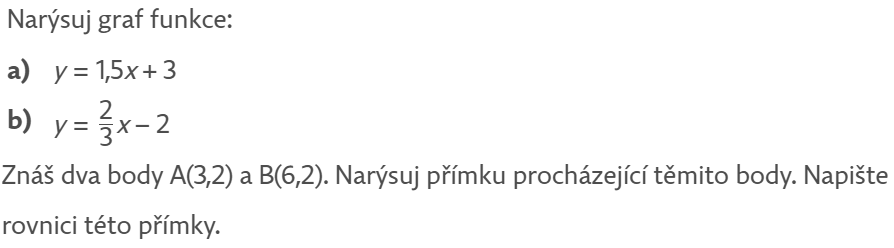 Narýsuj graf funkce:
a) y = 1,5x + 3
b) y = 2/3 x – 2
Znáš dva body A(3,2) a B(6,2). Narýsuj přímku procházející těmito body. Napište
rovnici této přímky.